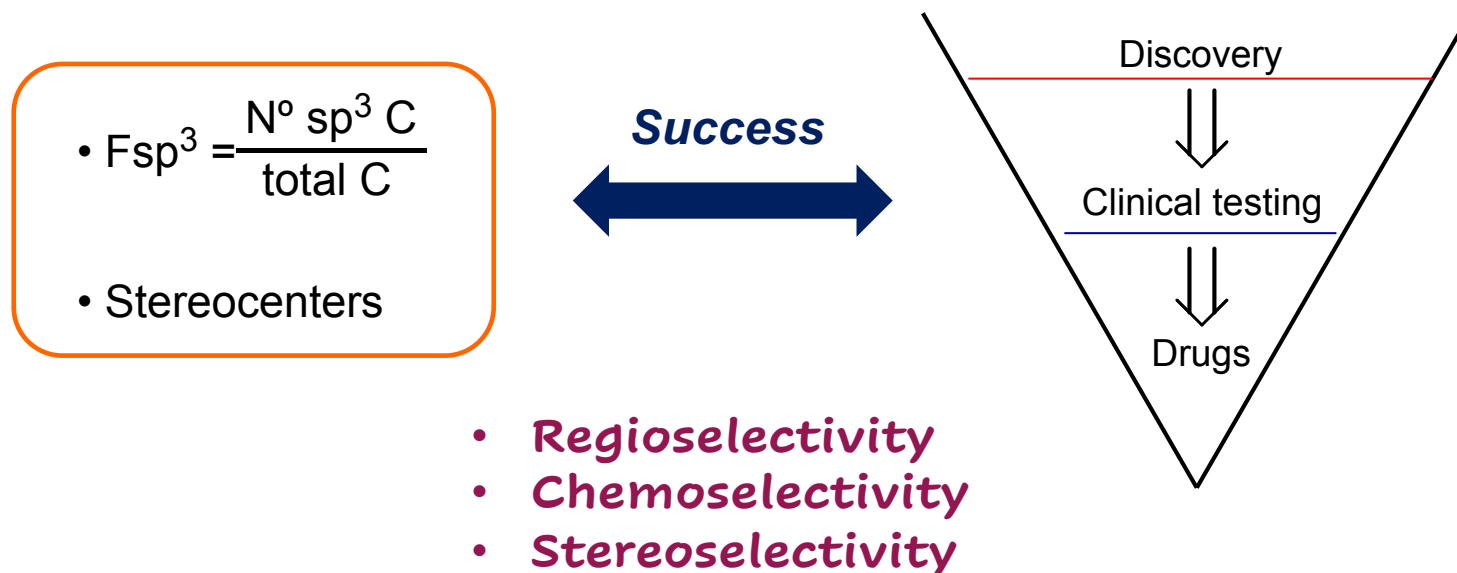 • Fsp³ = Nº sp³ C
total C
• Stereocenters
Success
Discovery
Clinical testing
Drugs
• Regioselectivity
• Chemoselectivity
• Stereoselectivity